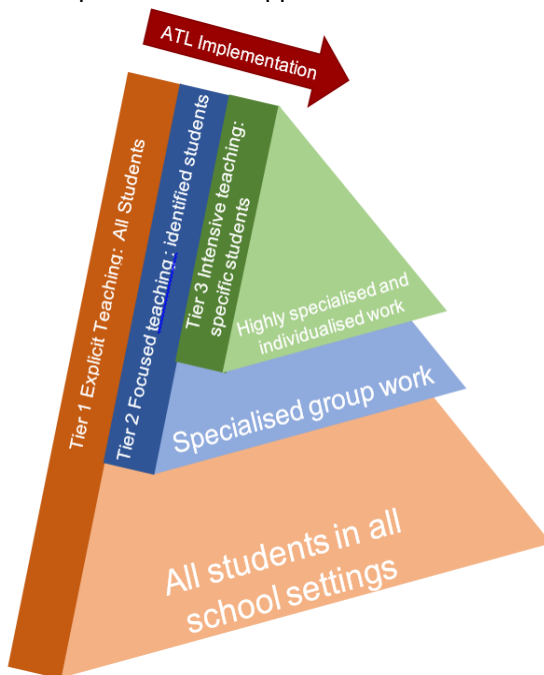 ATL Implementation
Tier 1 Explicit Teaching: All Students
Tier 2 Focused teaching: identified students
Tier 3 Intensive teaching:
specific students
Highly specialised and
individualised work
Specialised group work
All students in all
school settings